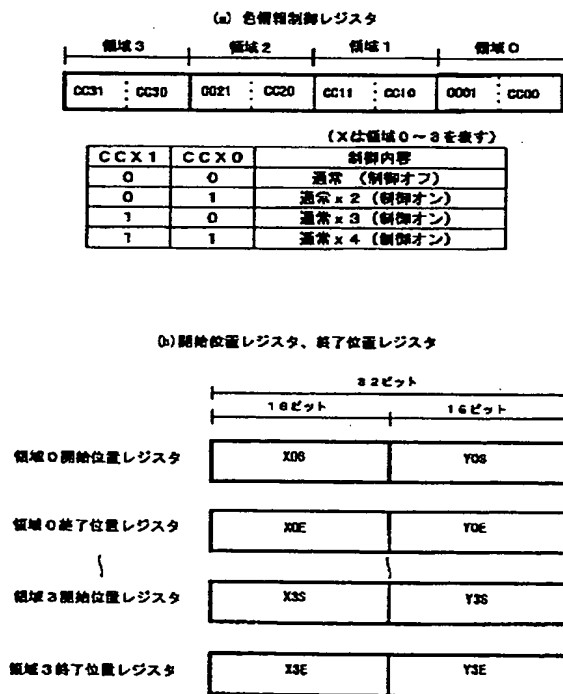 (a) 色情報制御レジスタ
領域3 領域2 領域1 領域0
CC31 CC30 CC21 CC20 CC11 CC10 CC01 CC00
(Xは領域0~3を表す)
CCX1 CCX0 制御内容
0 0 通常 (制御オフ)
0 1 通常x2 (制御オン)
1 0 通常x3 (制御オン)
1 1 通常x4 (制御オン)
(b)開始位置レジスタ、終了位置レジスタ
32ビット
16ビット 16ビット
領域0開始位置レジスタ X0S Y0S
領域0終了位置レジスタ X0E Y0E
領域3開始位置レジスタ X3S Y3S
領域3終了位置レジスタ X3E Y3E